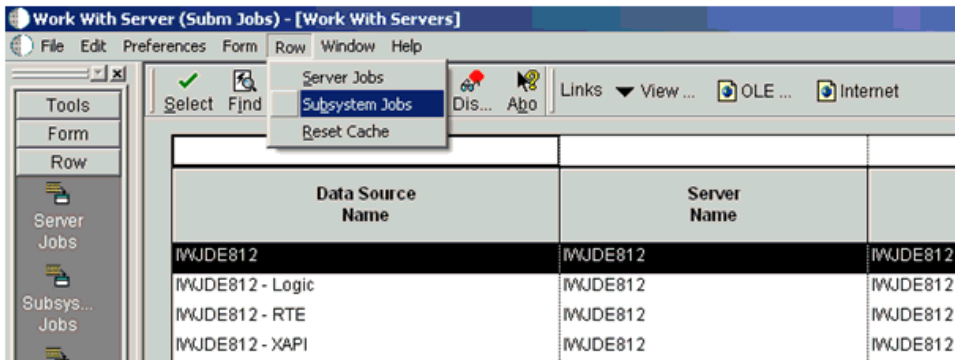 Work With Server (Subm Jobs) - [Work With Servers]
File Edit Preferences Form Row Window Help
Server Jobs
Subsystem Jobs
Reset Cache
Select Find Dis... Abo Links View ... OLE ... Internet
Tools
Form
Row
Server
Jobs
Subsys...
Jobs
Data Source
Name
Server
Name
IWJDE812 IWJDE812 IWJDE812
IWJDE812 - Logic IWJDE812 IWJDE812
IWJDE812 - RTE IWJDE812 IWJDE812
IWJDE812 - XAPI IWJDE812 IWJDE812